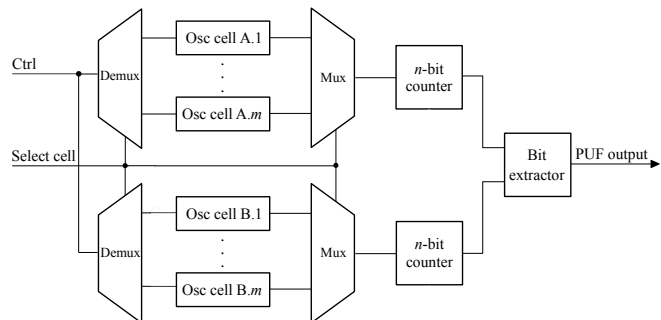 Osc cell A.1
Ctrl
Demux
Mux
n-bit
counter
Osc cell A.m
Select cell
Bit
extractor
PUF output
Osc cell B.1
Demux
Mux
n-bit
counter
Osc cell B.m